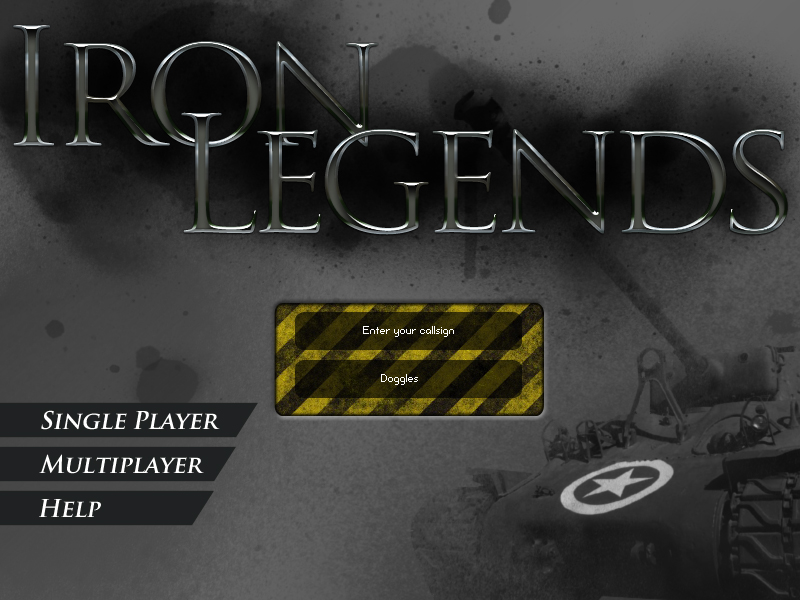 Iron
Legends
Enter your callsign
Doggles
Single Player
Multiplayer
Help